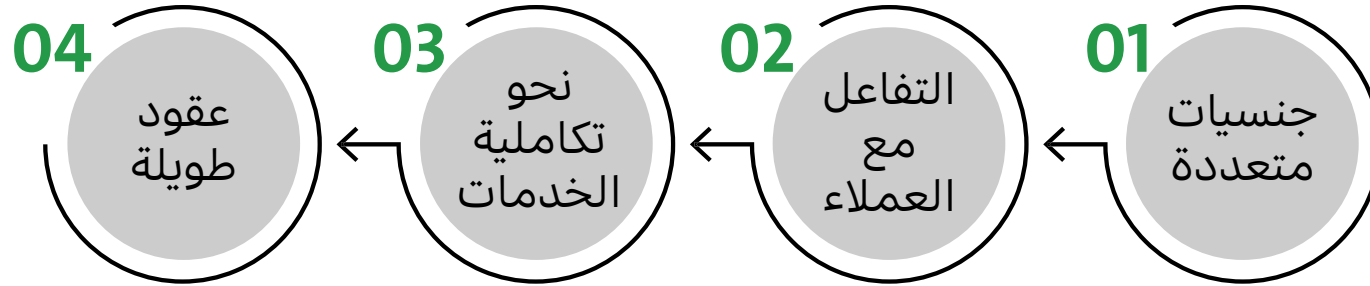 01
جنسيات
متعددة
02
التفاعل
مع
العملاء
03
نحو
تكاملية
الخدمات
04
عقود
طويلة